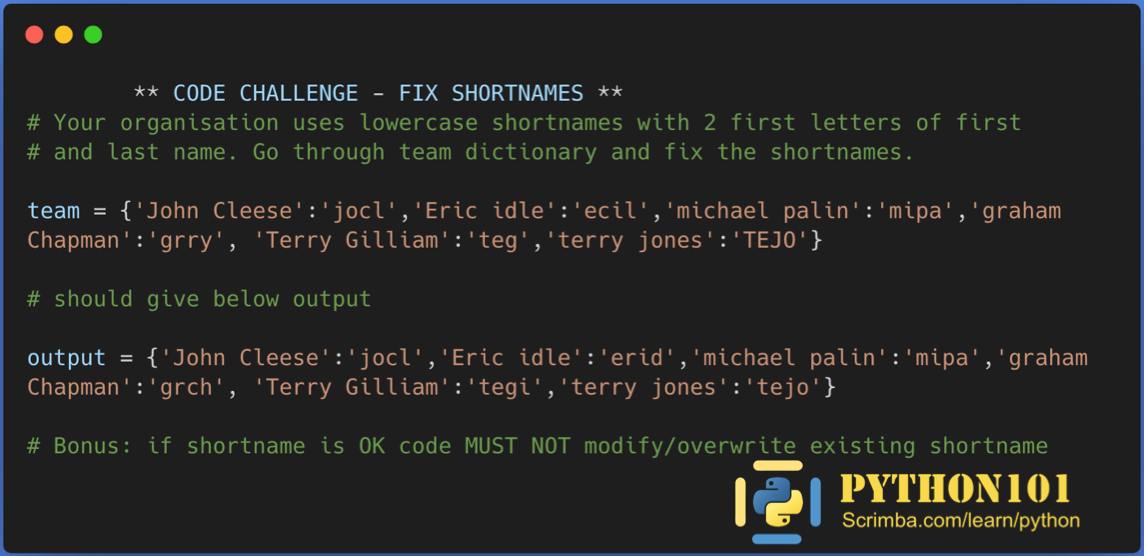 ** CODE CHALLENGE – FIX SHORTNAMES **
# Your organisation uses lowercase shortnames with 2 first letters of first
# and last name. Go through team dictionary and fix the shortnames.
team = {'John Cleese':'jocl','Eric idle':'ecil','michael palin':'mipa','graham
Chapman':'grry', 'Terry Gilliam':'teg','terry jones':'TEJO'}
# should give below output
output = {'John Cleese':'jocl','Eric idle':'erid','michael palin':'mipa','graham
Chapman':'grch', 'Terry Gilliam':'tegi','terry jones':'tejo'}
# Bonus: if shortname is OK code MUST NOT modify/overwrite existing shortname
PYTHON101
Scrimba.com/learn/python